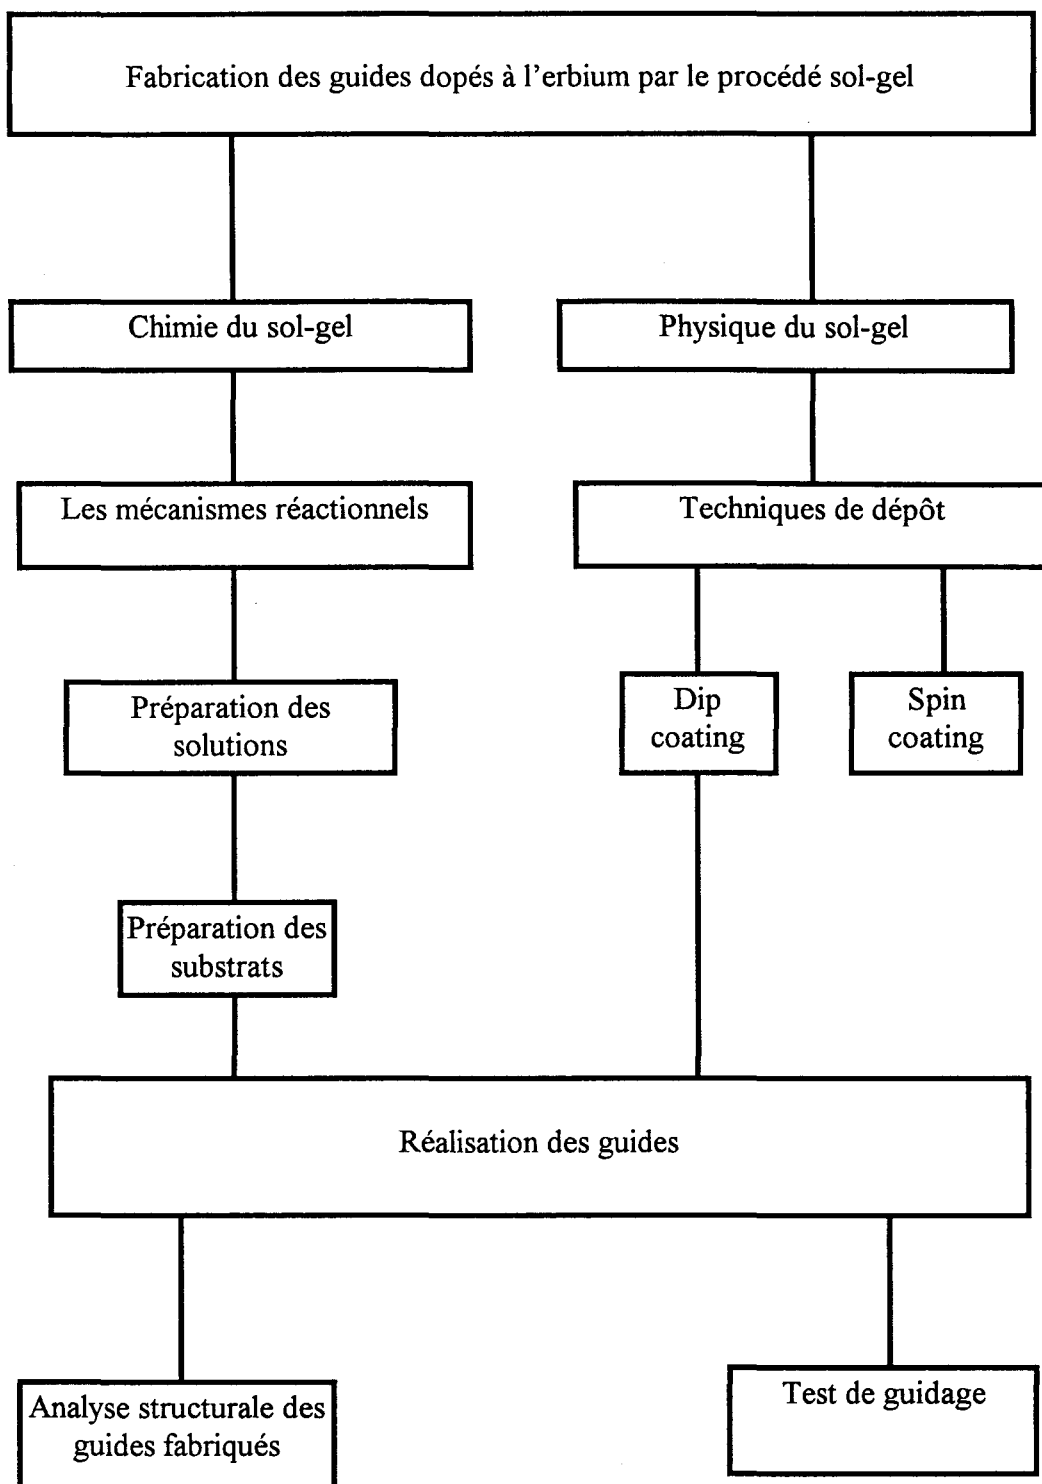 Fabrication des guides dopés à l'erbium par le procédé sol-gel
Chimie du sol-gel
Physique du sol-gel
Les mécanismes réactionnels
Techniques de dépôt
Préparation des
solutions
Dip
coating
Spin
coating
Préparation des
substrats
Réalisation des guides
Analyse structurale des
guides fabriqués
Test de guidage